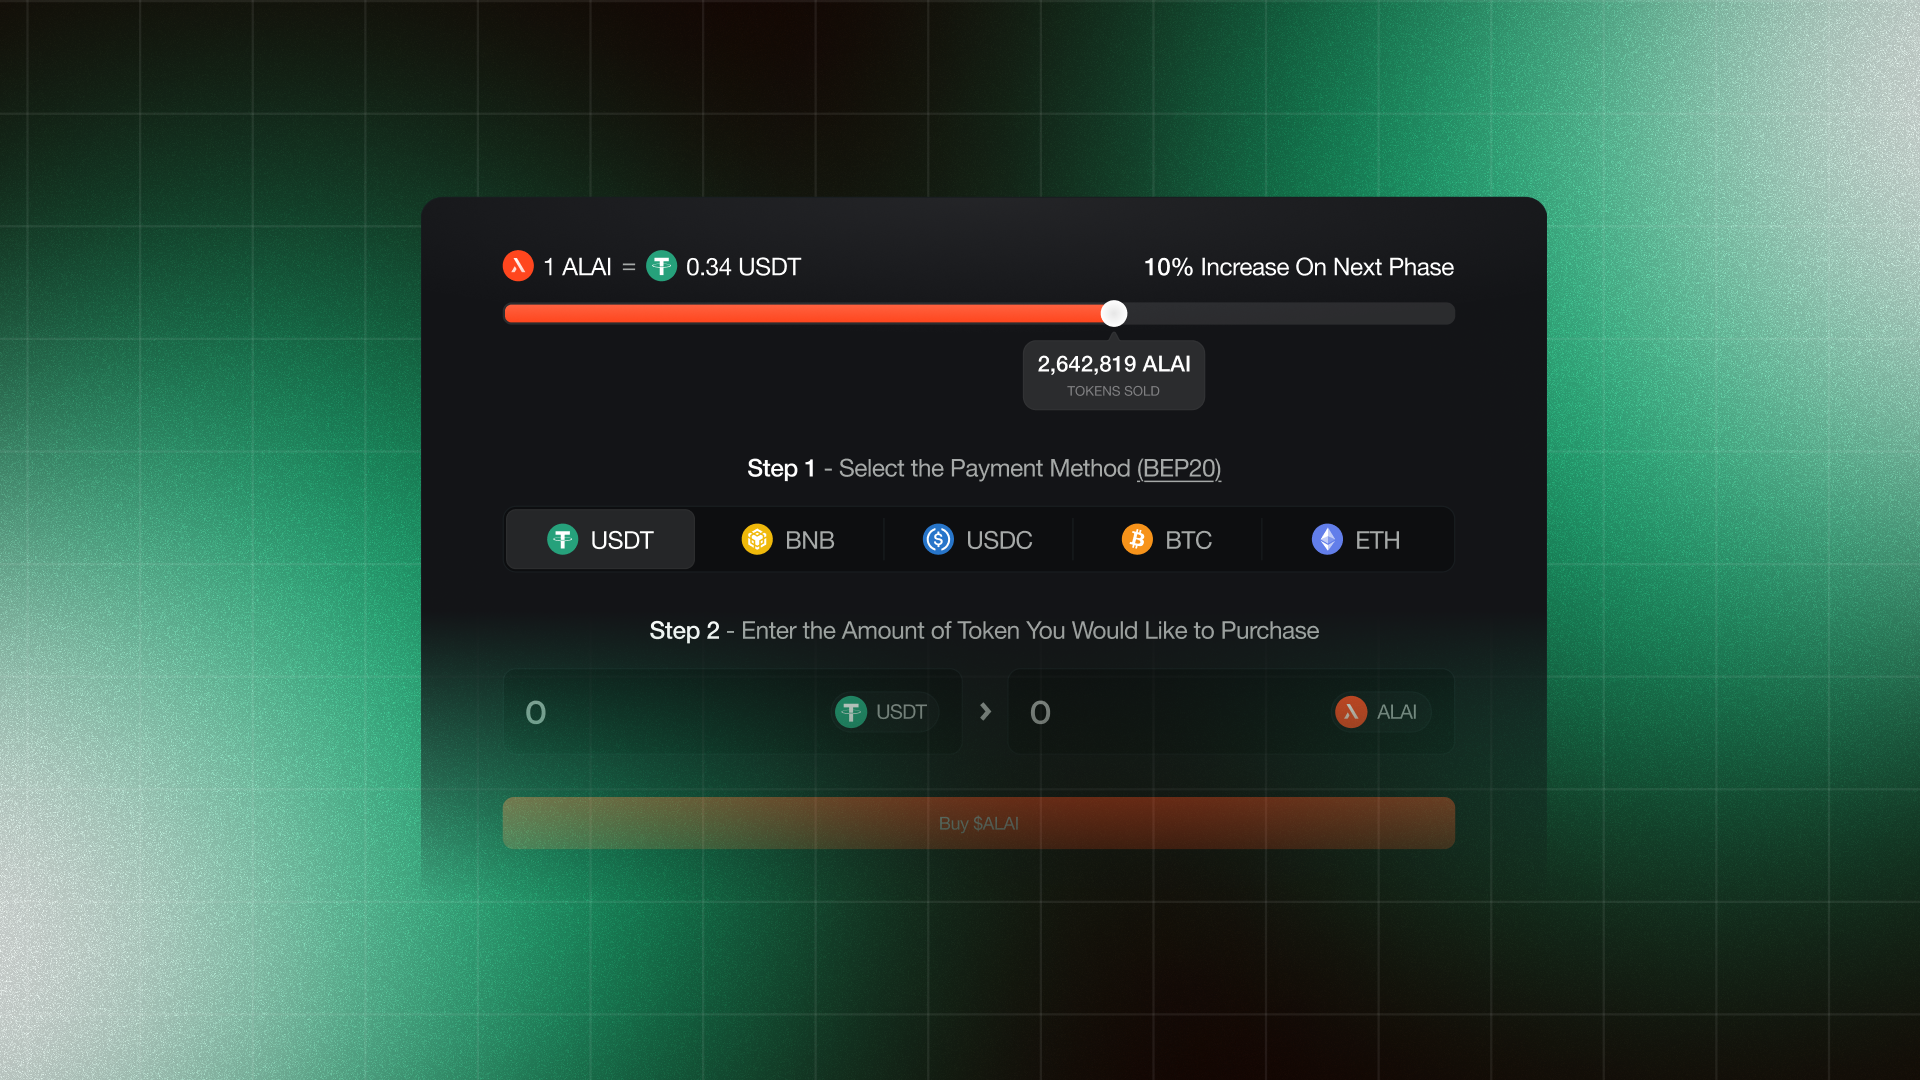 1 ALAI = 0.34 USDT
10% Increase On Next Phase
2,642,819 ALAI
TOKENS SOLD
Step 1 - Select the Payment Method (BEP20)
USDT BNB USDC BTC ETH
Step 2 - Enter the Amount of Token You Would Like to Purchase
0 USDT › 0 ALAI
Buy $ALAI